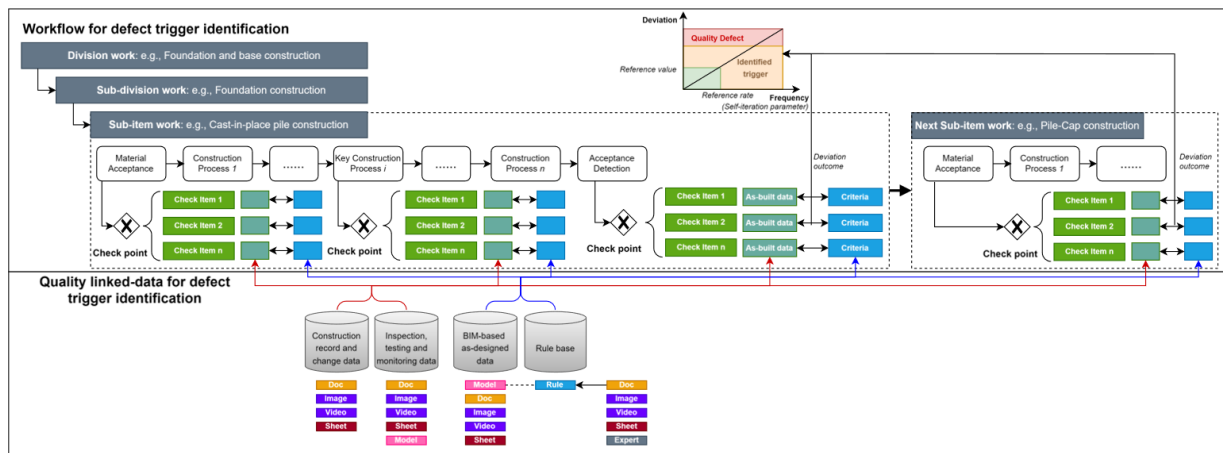 Workflow for defect trigger identification
Division work: e.g., Foundation and base construction
Sub-division work: e.g., Foundation construction
Sub-item work: e.g., Cast-in-place pile construction
Deviation
Quality Defect
Identified
trigger
Reference value
Reference rate
(Self-iteration parameter)
Frequency
Next Sub-item work: e.g., Pile-Cap construction
Material
Acceptance
Construction
Process 1
......
Key Construction
Process i
......
Construction
Process n
Acceptance
Detection
Deviation
outcome
Material
Acceptance
Construction
Process 1
......
Deviation
outcome
Check Item 1
Check Item 2
Check Item n
Check point
Check Item 1
Check Item 2
Check Item n
Check point
Check Item 1
As-built data
Criteria
Check Item 2
As-built data
Criteria
Check Item n
As-built data
Criteria
Check point
Check Item 1
Check Item 2
Check Item n
Check point
Quality linked-data for defect
trigger identification
Construction
record and
change data
Inspection,
testing and
monitoring data
BIM-based
as-designed
data
Rule base
Doc
Image
Video
Sheet
Doc
Image
Video
Sheet
Model
Model
Doc
Image
Video
Sheet
Rule
Doc
Image
Video
Sheet
Expert